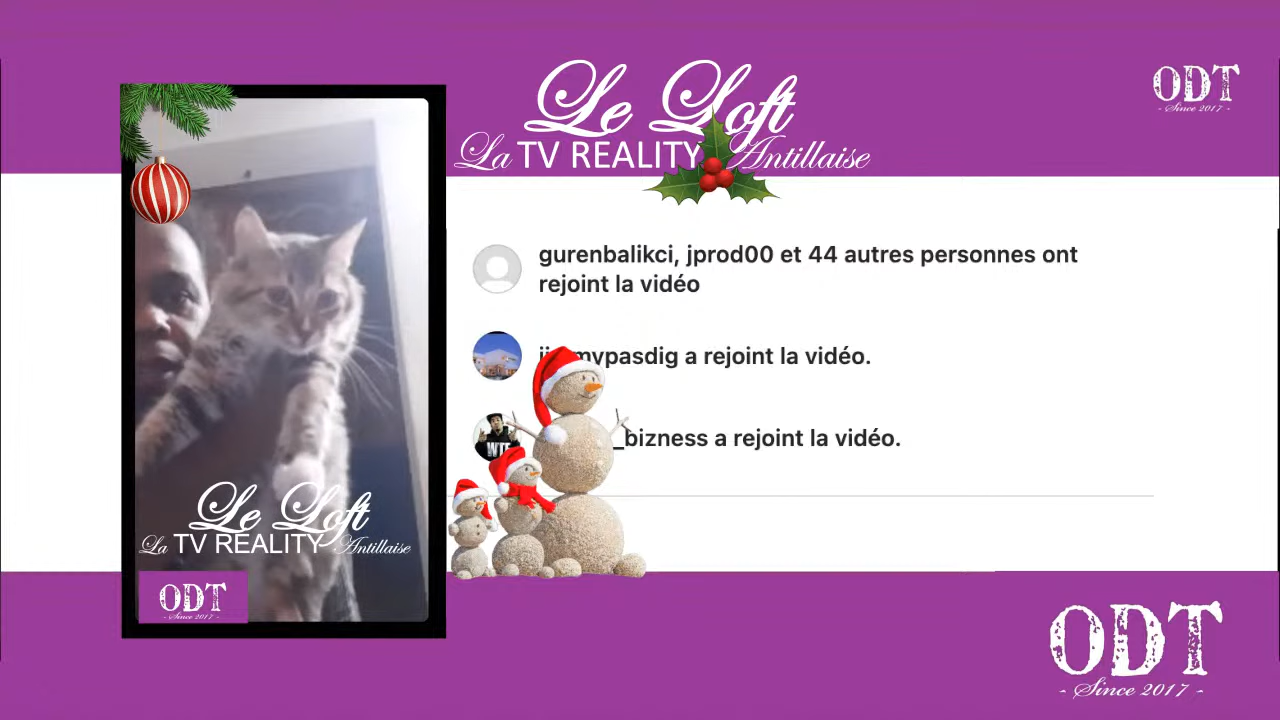 Le Loft
La TV REALITY Antillaise
ODT
- Since 2017 -
gurenbalikci, jprod00 et 44 autres personnes ont
rejoint la vidéo
a rejoint la vidéo.
WTF
_bizness a rejoint la vidéo.
Le Loft
La TV REALITY Antillaise
ODT
- Since 2017 -
ODT
- Since 2017 -